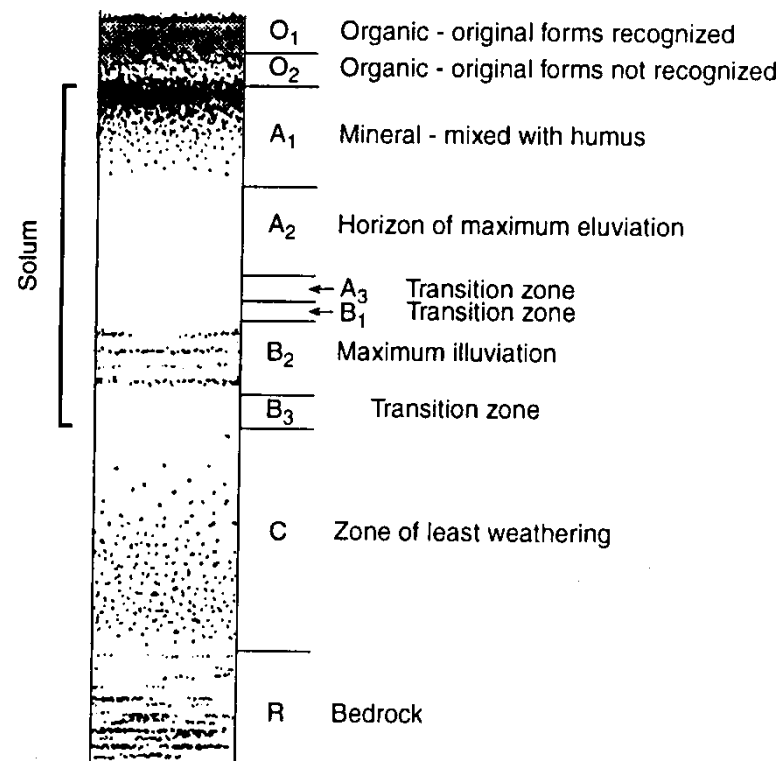 O1 Organic - original forms recognized
O2 Organic - original forms not recognized
A1 Mineral - mixed with humus
Solum
A2 Horizon of maximum eluviation
A3 Transition zone
B1 Transition zone
B2 Maximum illuviation
B3 Transition zone
C Zone of least weathering
R Bedrock